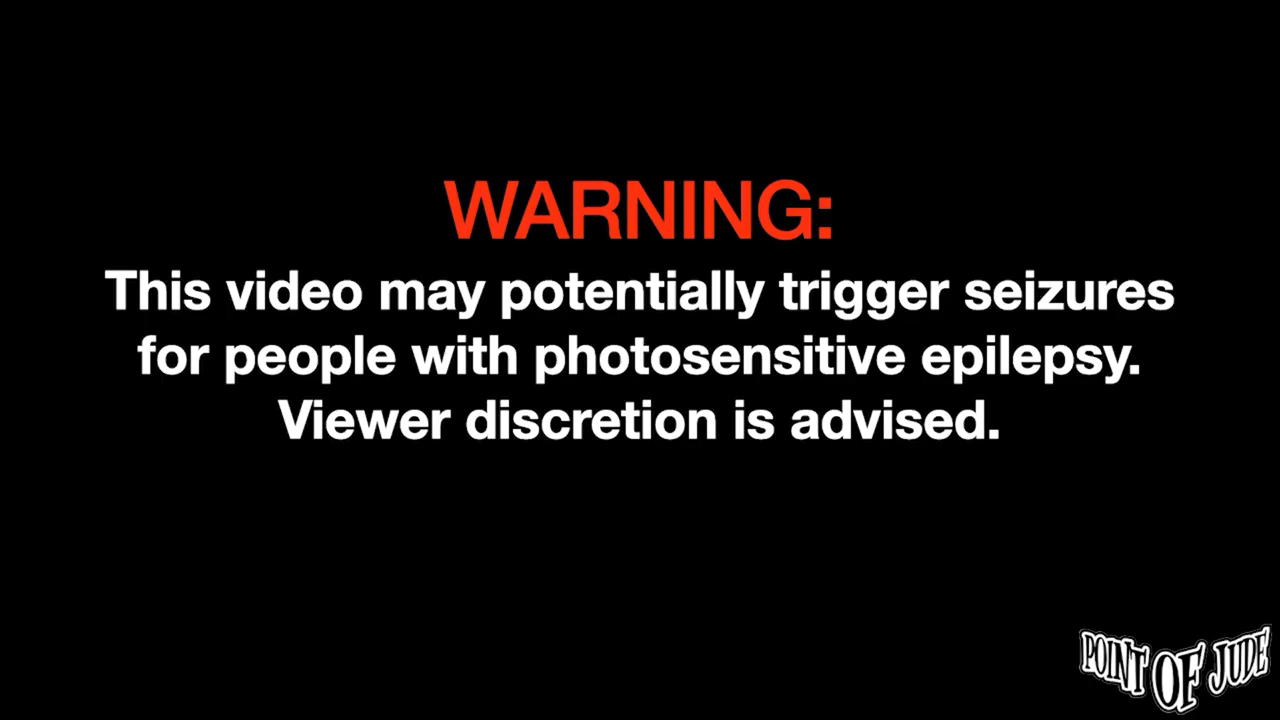 WARNING:
This video may potentially trigger seizures
for people with photosensitive epilepsy.
Viewer discretion is advised.
POINT OF JUDE